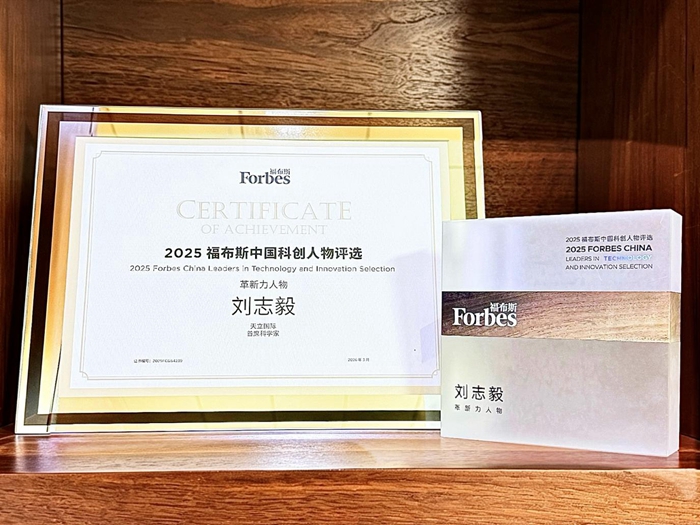 福布斯
Forbes
CERTIFICATE
OF ACHIEVEMENT
2025 福布斯中国科创人物评选
2025 Forbes China Leaders in Technology and Innovation Selection
革新力人物
刘志毅
天立国际
首席科学家
2025 福布斯中国科创人物评选
2025 FORBES CHINA
LEADERS IN TECHNOLOGY
AND INNOVATION SELECTION
福布斯
Forbes
刘志毅
革新力人物